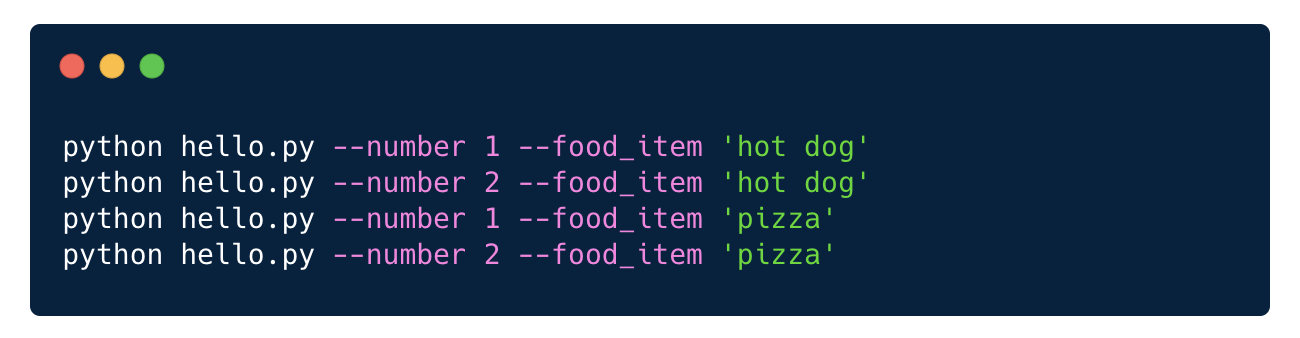 python hello.py --number 1 --food_item 'hot dog'
python hello.py --number 2 --food_item 'hot dog'
python hello.py --number 1 --food_item 'pizza'
python hello.py --number 2 --food_item 'pizza'